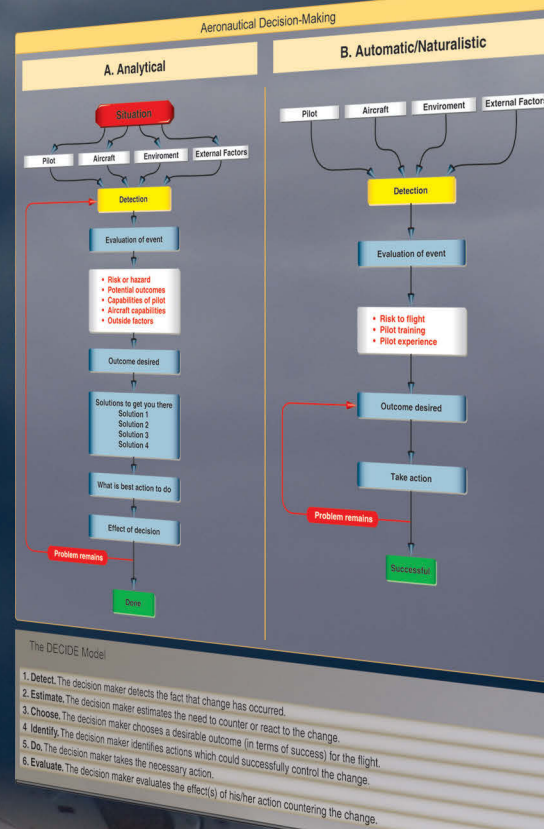 Aeronautical Decision-Making
A. Analytical
Situation
Pilot
Aircraft
Enviroment
External Factors
Detection
Evaluation of event
• Risk or hazard
• Potential outcomes
• Capabilities of pilot
• Aircraft capabilities
• Outside factors
Outcome desired
Solutions to get you there
Solution 1
Solution 2
Solution 3
Solution 4
What is best action to do
Effect of decision
Problem remains
Done
B. Automatic/Naturalistic
Pilot
Aircraft
Enviroment
External Factors
Detection
Evaluation of event
• Risk to flight
• Pilot training
• Pilot experience
Outcome desired
Take action
Problem remains
Successful
The DECIDE Model
1. Detect. The decision maker detects the fact that change has occurred.
2. Estimate. The decision maker estimates the need to counter or react to the change.
3. Choose. The decision maker chooses a desirable outcome (in terms of success) for the flight.
4 Identify. The decision maker identifies actions which could successfully control the change.
5. Do. The decision maker takes the necessary action.
6. Evaluate. The decision maker evaluates the effect(s) of his/her action countering the change.